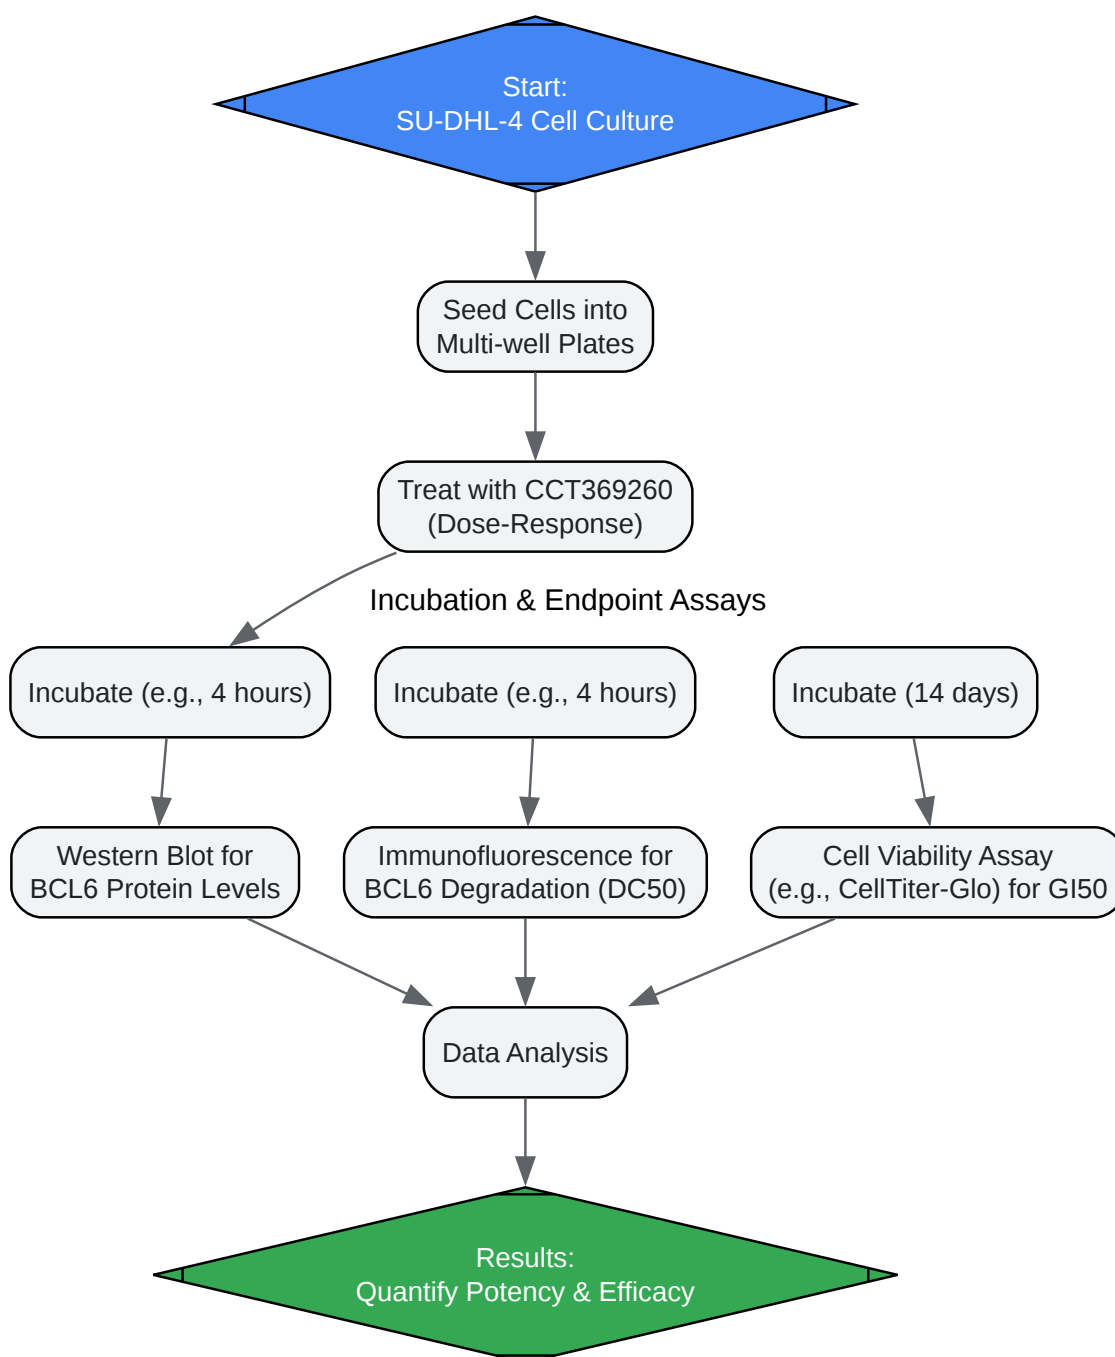 Start:
SU-DHL-4 Cell Culture
Seed Cells into
Multi-well Plates
Treat with CCT369260
(Dose-Response)
Incubation & Endpoint Assays
Incubate (e.g., 4 hours)
Incubate (e.g., 4 hours)
Incubate (14 days)
Western Blot for
BCL6 Protein Levels
Immunofluorescence for
BCL6 Degradation (DC50)
Cell Viability Assay
(e.g., CellTiter-Glo) for GI50
Data Analysis
Results:
Quantify Potency & Efficacy